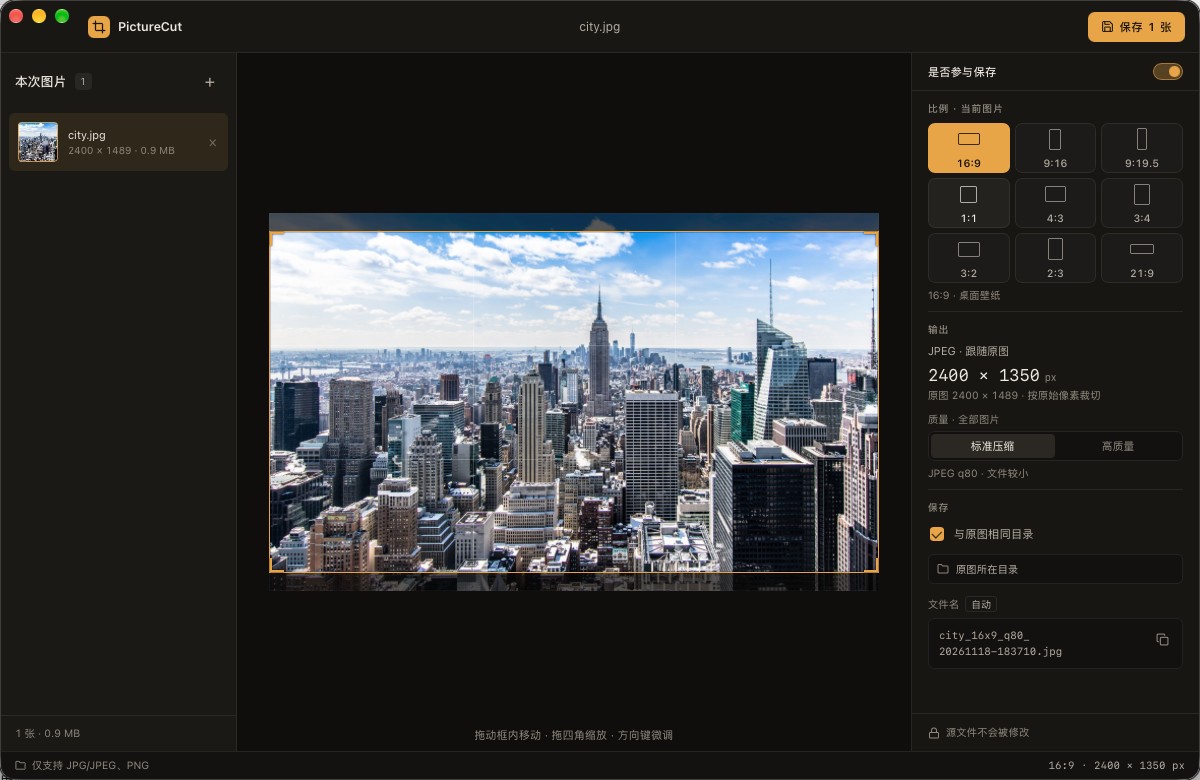 PictureCut
city.jpg
保存 1 张
本次图片 1
city.jpg
2400 × 1489 · 0.9 MB
1 张 · 0.9 MB
拖动框内移动 · 拖四角缩放 · 方向键微调
是否参与保存
比例 · 当前图片
16:9
9:16
9:19.5
1:1
4:3
3:4
3:2
2:3
21:9
16:9 · 桌面壁纸
输出
JPEG · 跟随原图
2400 × 1350 px
原图 2400 × 1489 · 按原始像素裁切
质量 · 全部图片
标准压缩
高质量
JPEG q80 · 文件较小
保存
与原图相同目录
原图所在目录
文件名 自动
city_16x9_q80_
20261118-183710.jpg
源文件不会被修改
仅支持 JPG/JPEG、PNG
16:9 · 2400 × 1350 px